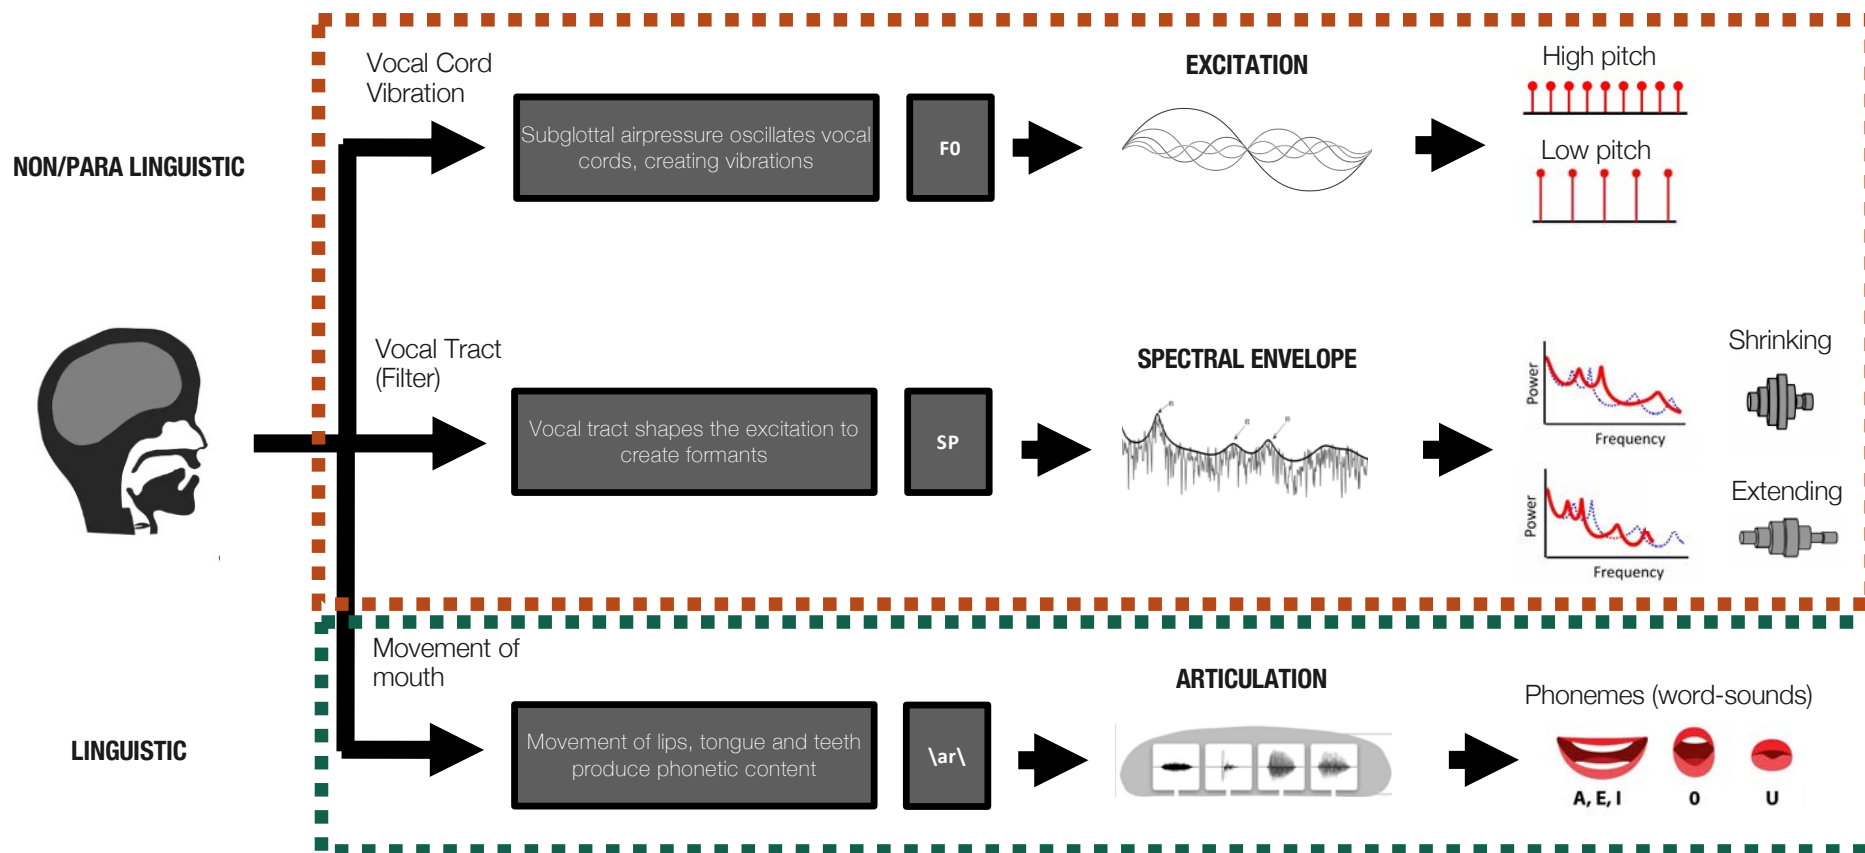 Vocal Cord
Vibration
EXCITATION
High pitch
Subglottal airpressure oscillates vocal
cords, creating vibrations
F0
Low pitch
NON/PARA LINGUISTIC
Vocal Tract
(Filter)
SPECTRAL ENVELOPE
Power
Frequency
Shrinking
Vocal tract shapes the excitation to
create formants
SP
Power
Frequency
Extending
Movement of
mouth
ARTICULATION
Phonemes (word-sounds)
LINGUISTIC
Movement of lips, tongue and teeth
produce phonetic content
\ar\
A, E, I
O
U